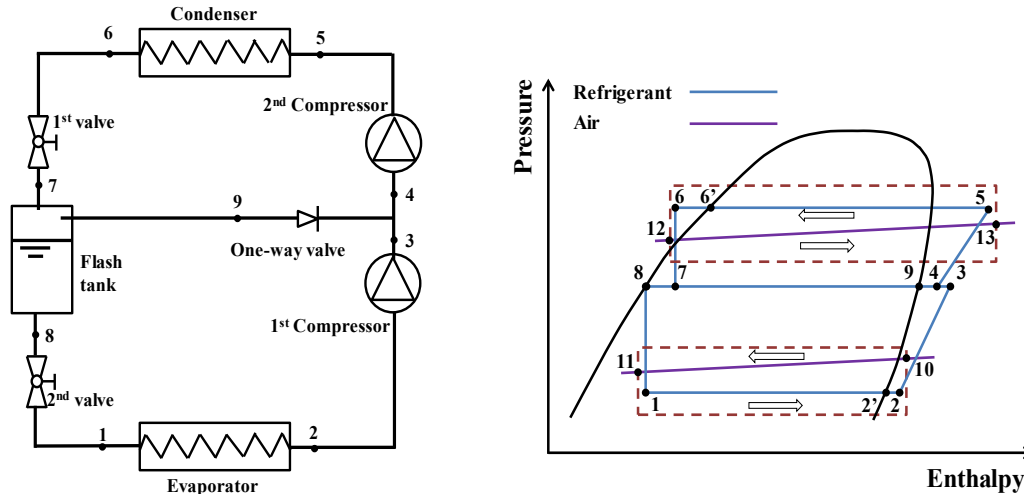 Condenser
6
5
2nd Compressor
1st valve
7
4
9
One-way valve
3
Flash
tank
1st Compressor
8
2nd valve
1
2
Evaporator
Pressure
Refrigerant
Air
6
6'
5
12
13
8
7
9
4
3
11
10
1
2'
2
Enthalpy